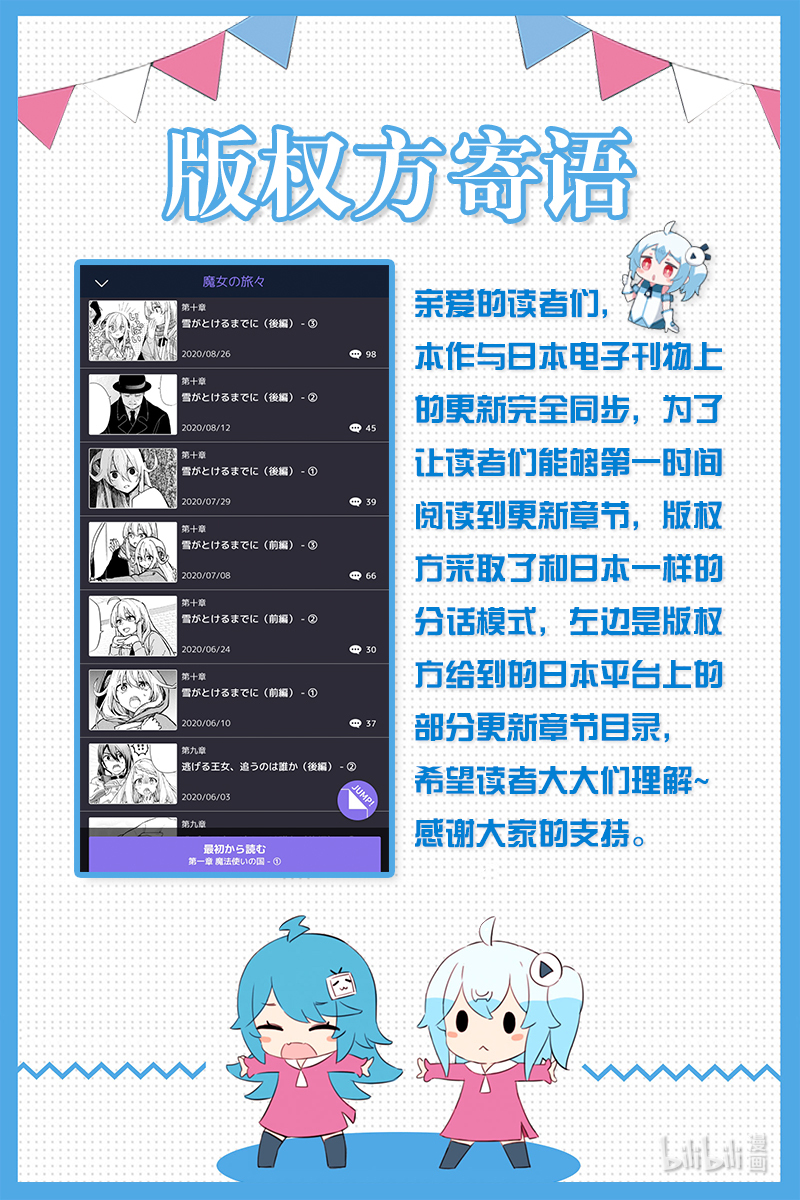 版权方寄语
魔女の旅々
第十章
雪がとけるまでに（後編） - ③
2020/08/26
98
第十章
雪がとけるまでに（後編） - ②
2020/08/12
45
第十章
雪がとけるまでに（後編） - ①
2020/07/29
39
第十章
雪がとけるまでに（前編） - ③
2020/07/08
66
第十章
雪がとけるまでに（前編） - ②
2020/06/24
30
第十章
雪がとけるまでに（前編） - ①
2020/06/10
37
第九章
逃げる王女、追うのは誰か（後編） - ②
2020/06/03
JUMP!
第九章
最初から読む
第一章 魔法使いの国 - ①
亲爱的读者们，
本作与日本电子刊物上
的更新完全同步，为了
让读者们能够第一时间
阅读到更新章节，版权
方采取了和日本一样的
分话模式，左边是版权
方给到的日本平台上的
部分更新章节目录，
希望读者大大们理解~
感谢大家的支持。
bilibili 漫画